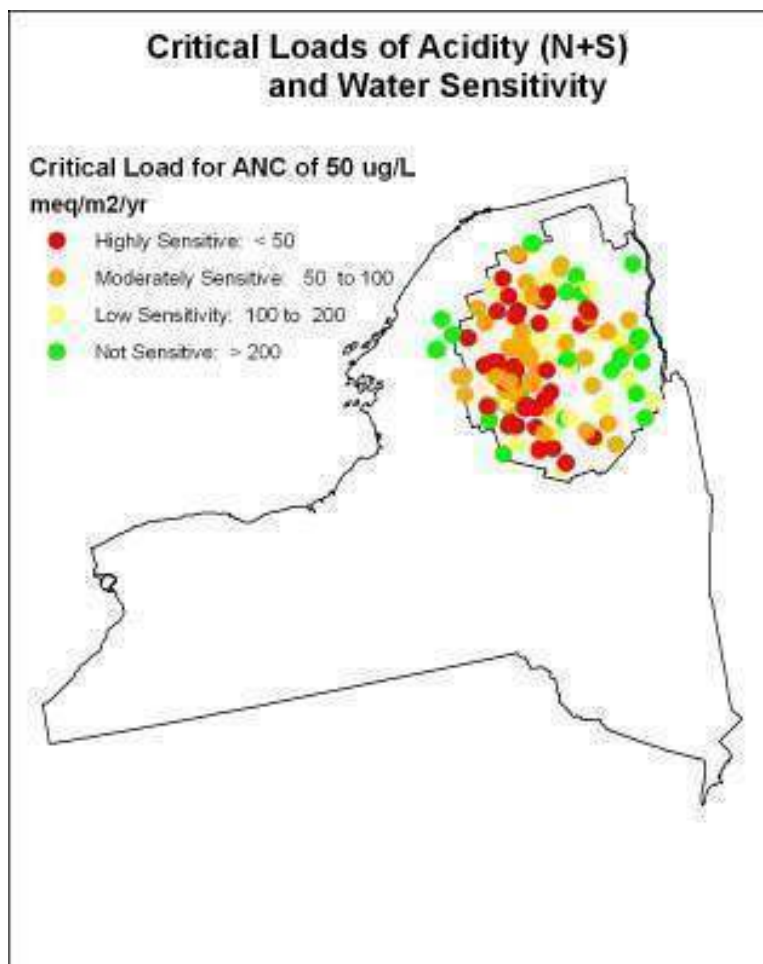 Critical Loads of Acidity (N+S)
and Water Sensitivity
Critical Load for ANC of 50 ug/L
meq/m2/yr
Highly Sensitive: < 50
Moderately Sensitive: 50 to 100
Low Sensitivity: 100 to 200
Not Sensitive: > 200